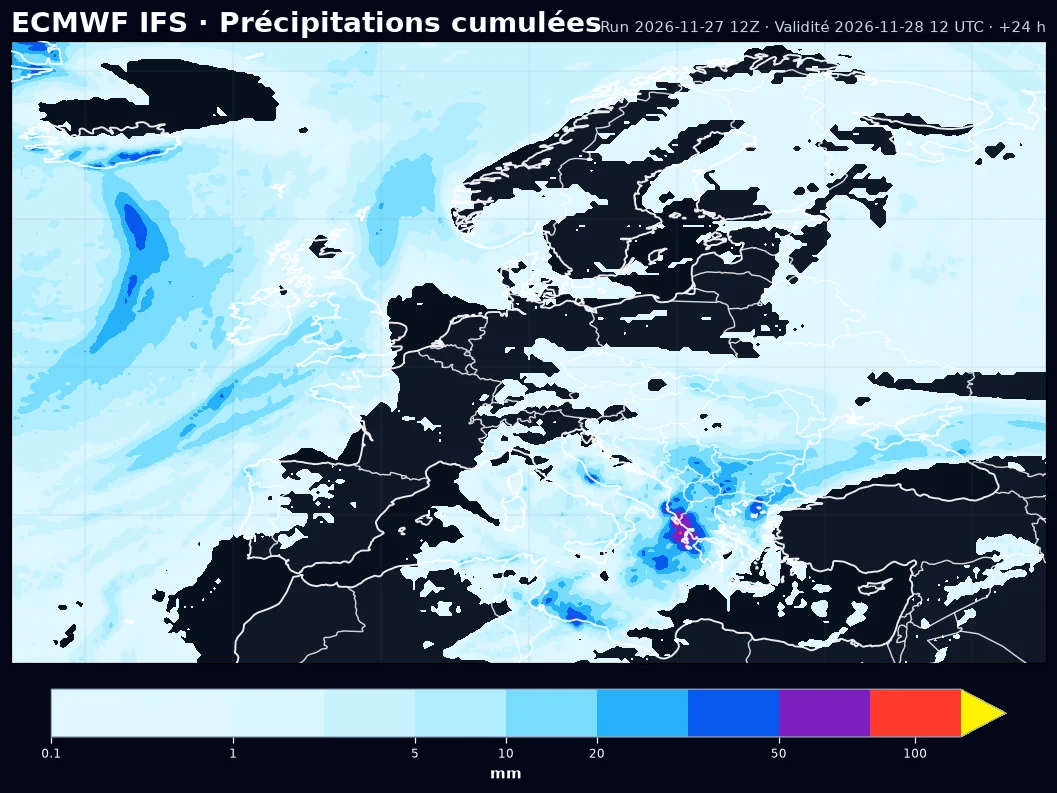 ECMWF IFS · Précipitations cumulées
Run 2026-11-27 12Z · Validité 2026-11-28 12 UTC · +24 h
0.1 1 5 10 20 50 100
mm